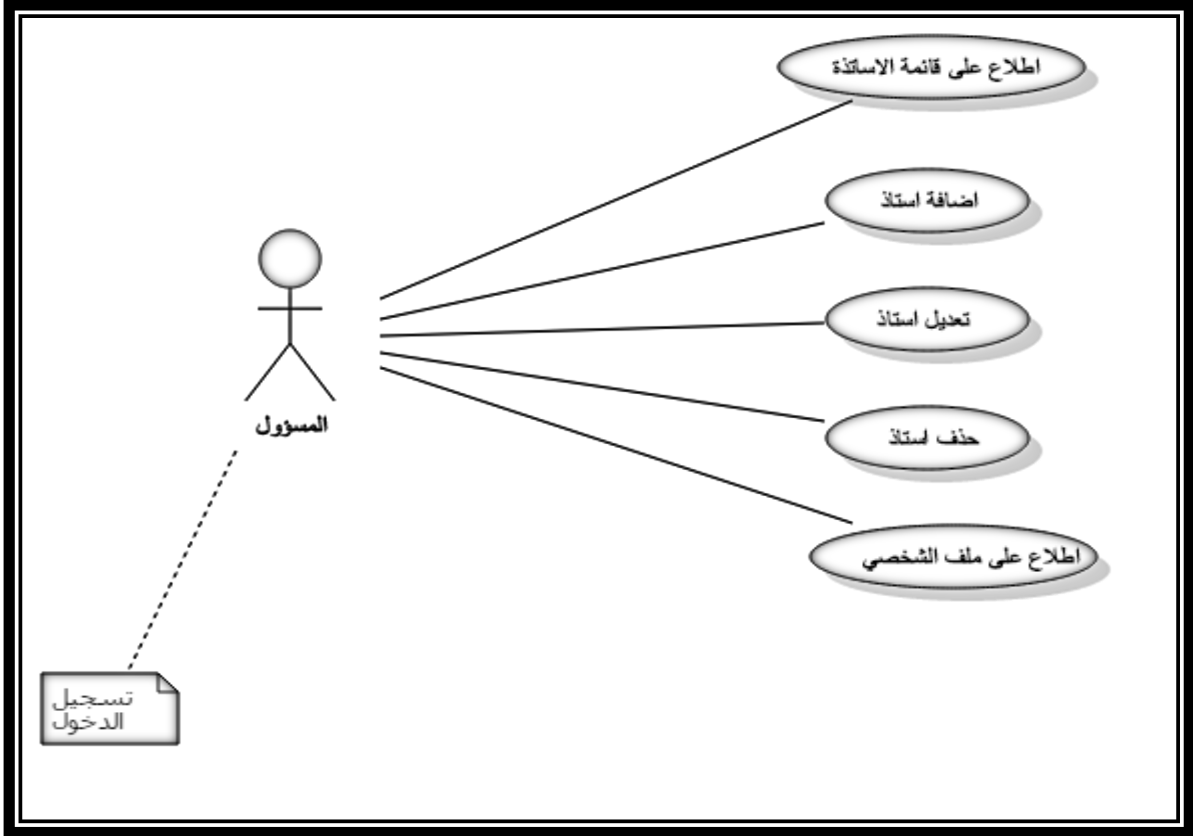 اطلاع على قائمة الاساتذة
اضافة استاذ
تعديل استاذ
حذف استاذ
اطلاع على ملف الشخصي
المسؤول
تسجيل
الدخول